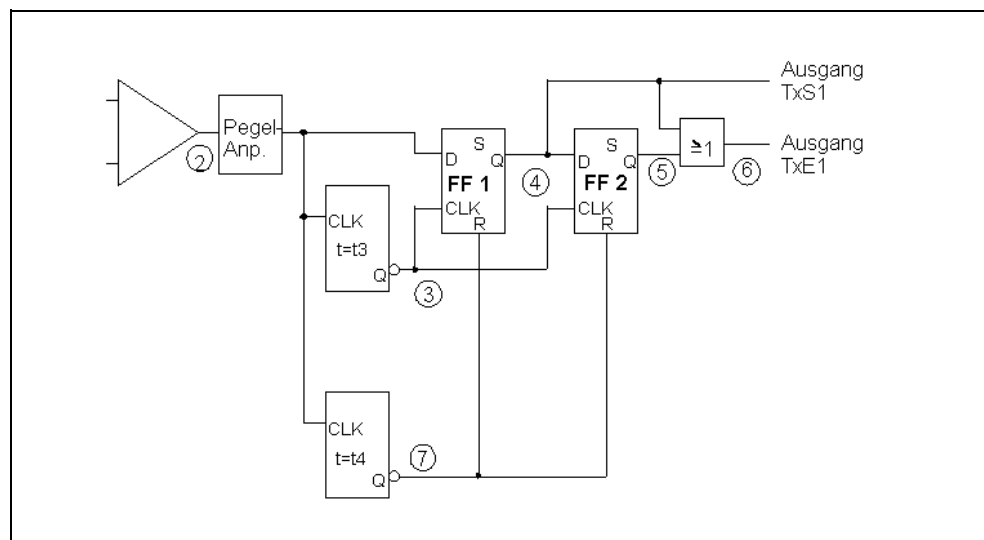 Ausgang
TxS1
Pegel-
Anp.
2
D
S
Q
FF 1
CLK
R
4
D
S
Q
FF 2
CLK
R
5
≥1
6
Ausgang
TxE1
CLK
t=t3
Q
3
CLK
t=t4
Q
7